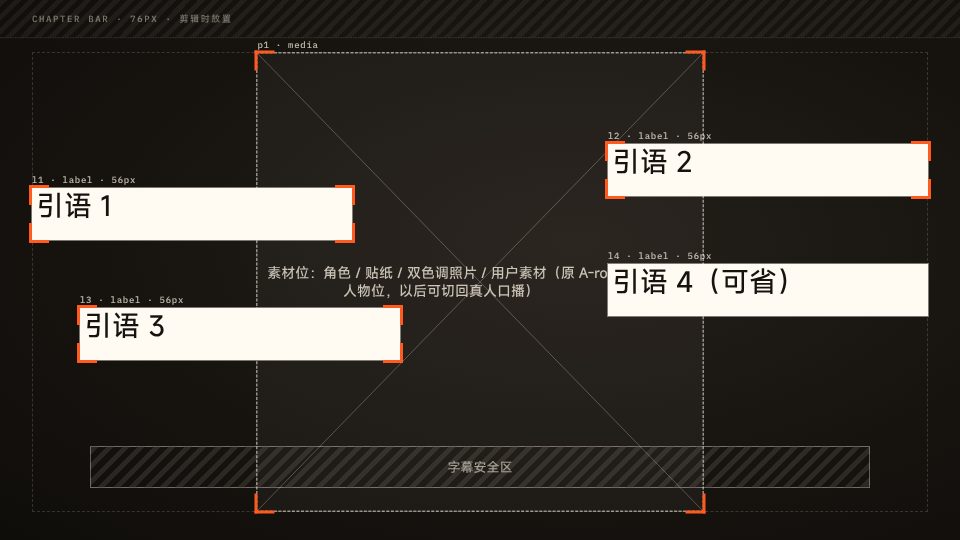 CHAPTER BAR · 76PX · 剪辑时放置
p1 · media
l2 · label · 56px
引语 2
l1 · label · 56px
引语 1
l4 · label · 56px
引语 4（可省）
素材位：角色 / 贴纸 / 双色调照片 / 用户素材（原 A-ro
人物位，以后可切回真人口播）
l3 · label · 56px
引语 3
字幕安全区